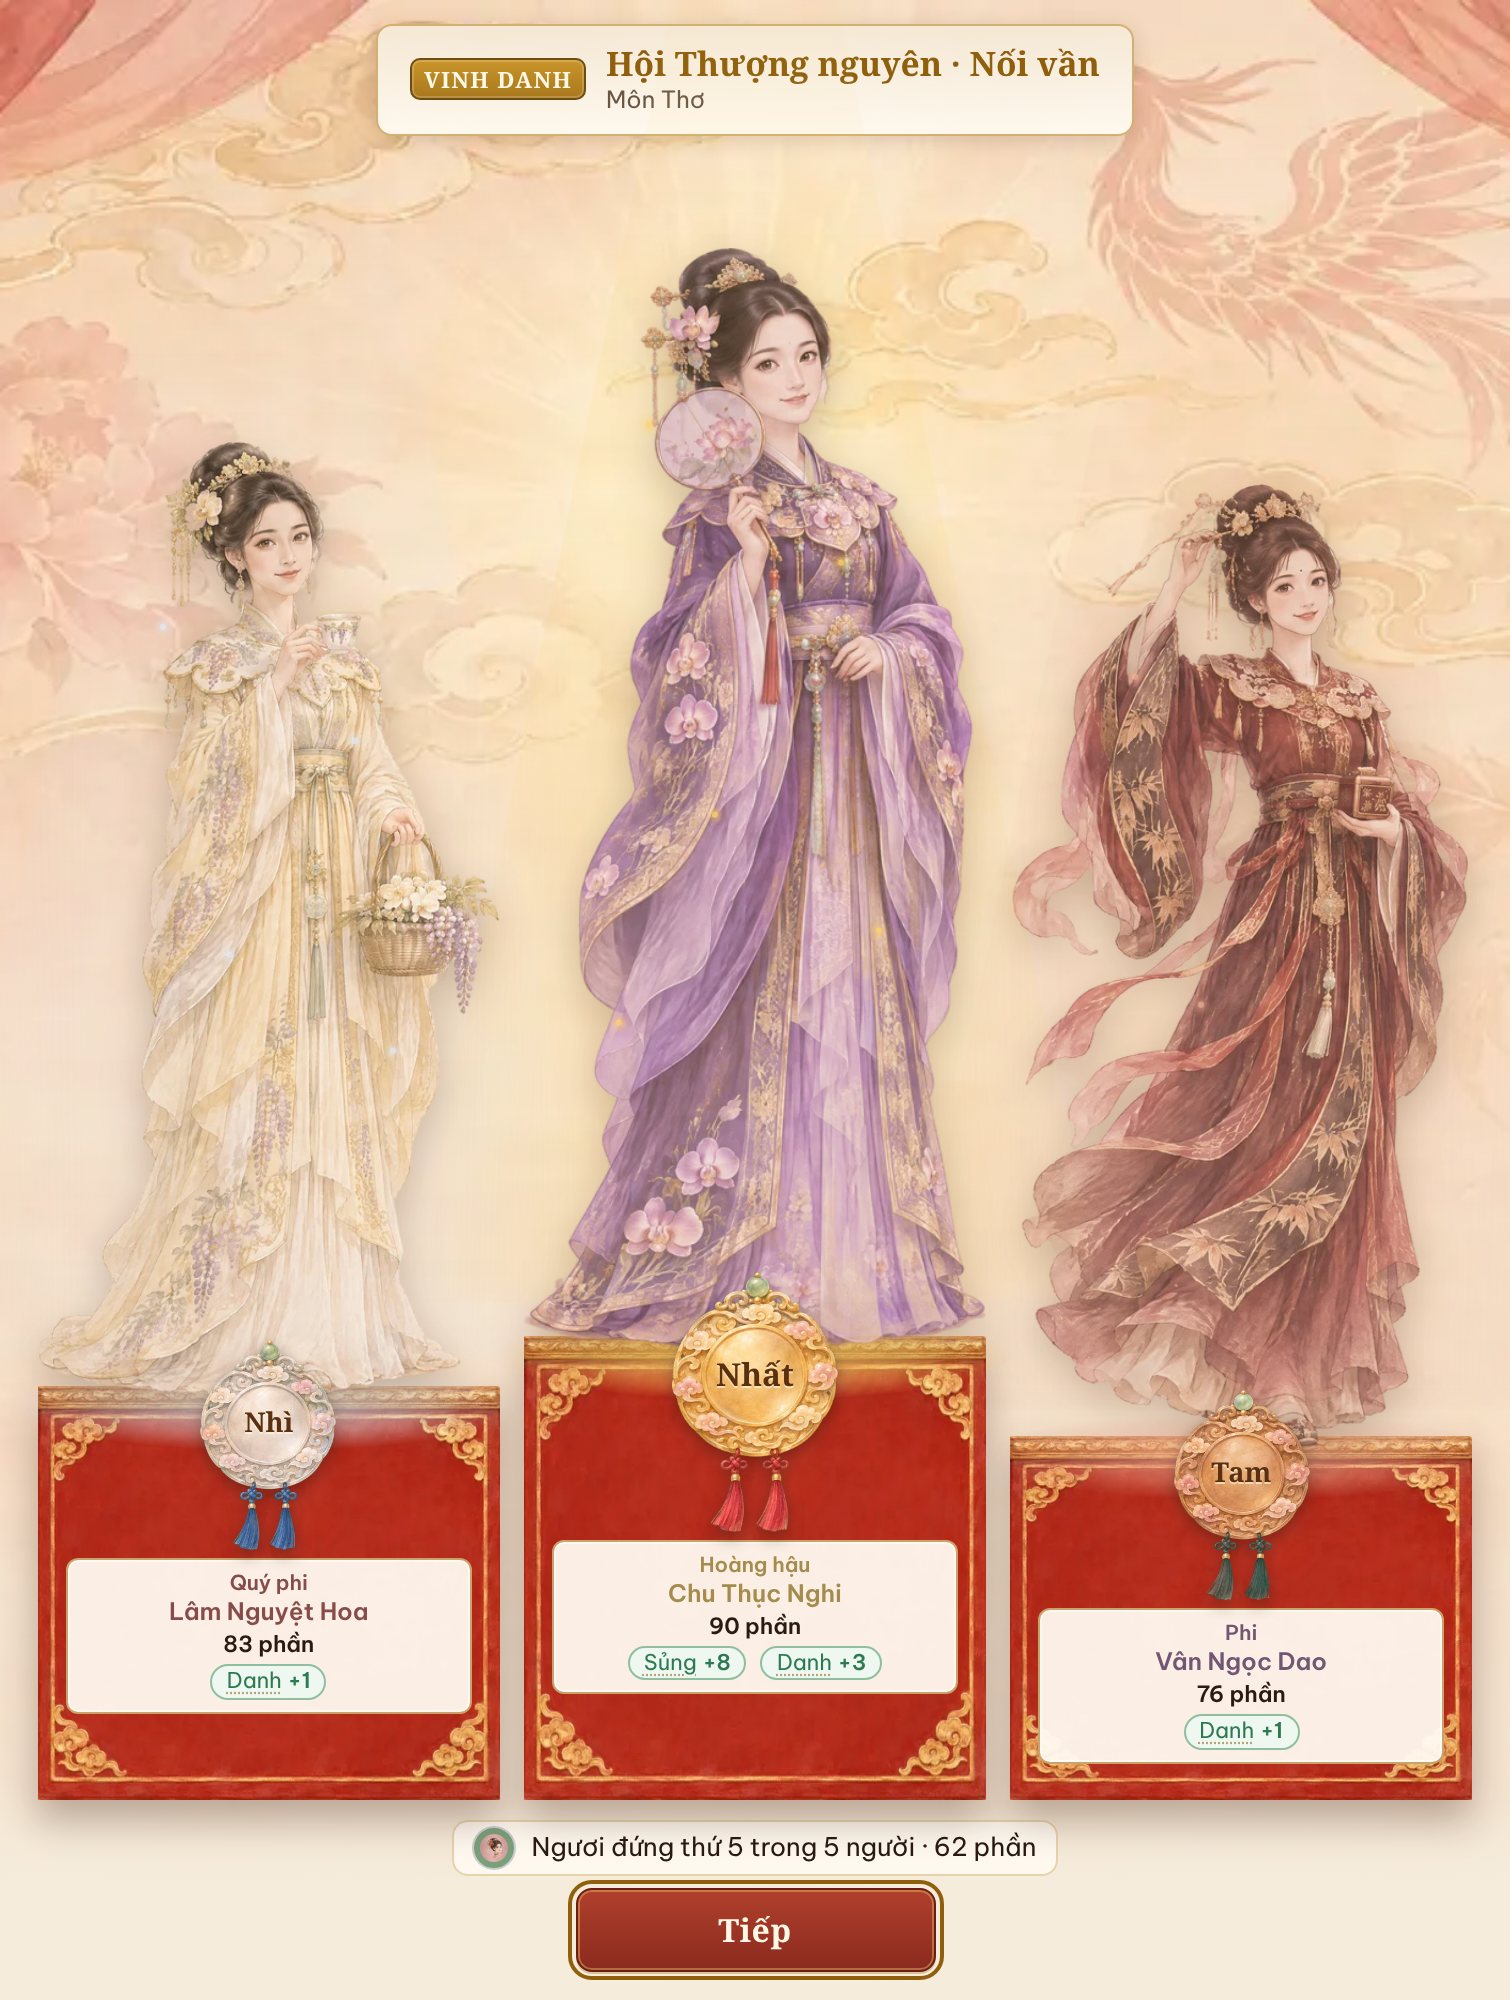 VINH DANH
Hội Thượng nguyên · Nối vần
Môn Thơ
Nhì
Quý phi
Lâm Nguyệt Hoa
83 phần
Danh +1
Nhất
Hoàng hậu
Chu Thục Nghi
90 phần
Sủng +8 Danh +3
Tam
Phi
Vân Ngọc Dao
76 phần
Danh +1
Ngươi đứng thứ 5 trong 5 người · 62 phần
Tiếp